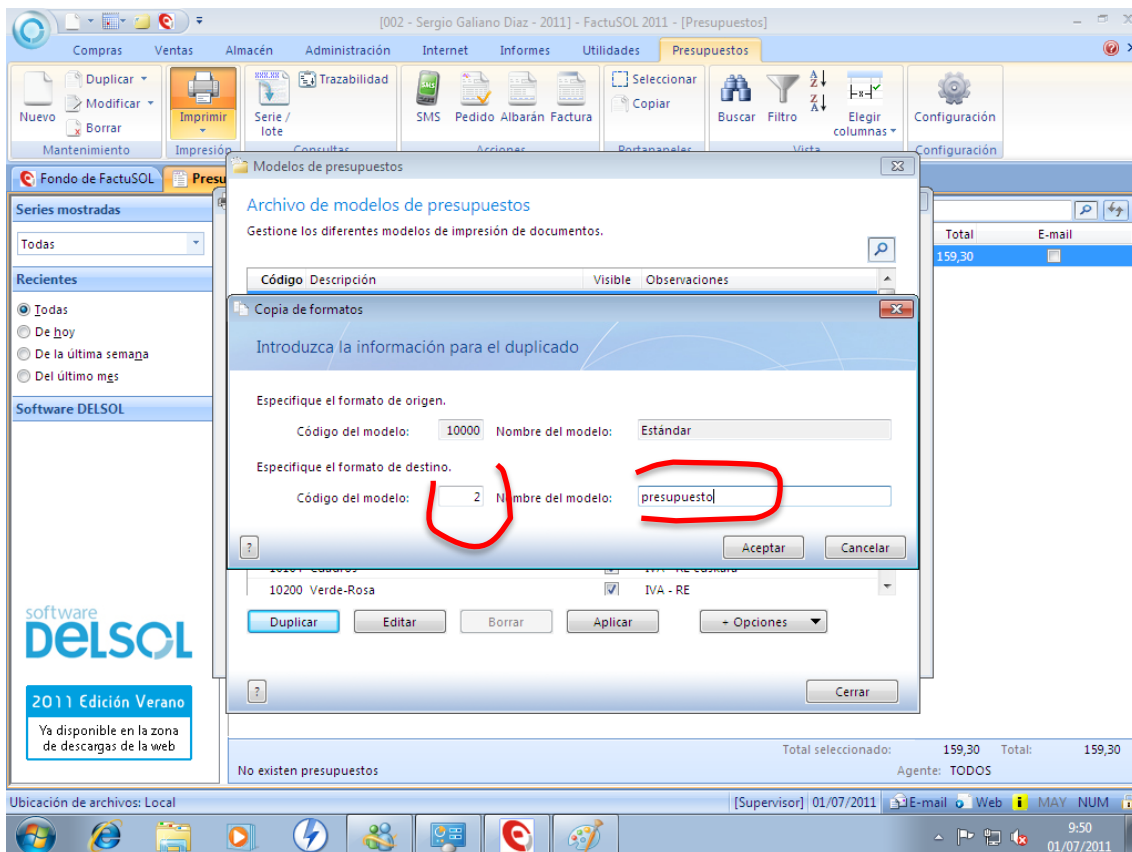 [002 - Sergio Galiano Diaz - 2011] - FactuSOL 2011 - [Presupuestos]
Compras Ventas Almacén Administración Internet Informes Utilidades Presupuestos
Nuevo
Duplicar
Modificar
Borrar
Mantenimiento
Imprimir
Impresión
Serie / lote
Trazabilidad
Consultas
SMS Pedido Albarán Factura
Acciones
Seleccionar
Copiar
Portapapeles
Buscar Filtro
Elegir columnas
Vista
Configuración
Configuración
Fondo de FactuSOL
Presu
Series mostradas
Todas
Recientes
Todas
De hoy
De la última semana
Del último mes
Software DELSOL
software
DELSOL
2011 Edición Verano
Ya disponible en la zona
de descargas de la web
Modelos de presupuestos
Archivo de modelos de presupuestos
Gestione los diferentes modelos de impresión de documentos.
Código Descripción Visible Observaciones
Copia de formatos
Introduzca la información para el duplicado
Especifique el formato de origen.
Código del modelo: 10000 Nombre del modelo: Estándar
Especifique el formato de destino.
Código del modelo: 2 Nombre del modelo: presupuesto
? Aceptar Cancelar
10200 Verde-Rosa IVA - RE
Duplicar Editar Borrar Aplicar + Opciones
? Cerrar
Total E-mail
159,30
Total seleccionado: 159,30 Total: 159,30
No existen presupuestos Agente: TODOS
Ubicación de archivos: Local [Supervisor] 01/07/2011 E-mail Web MAY NUM
9:50
01/07/2011